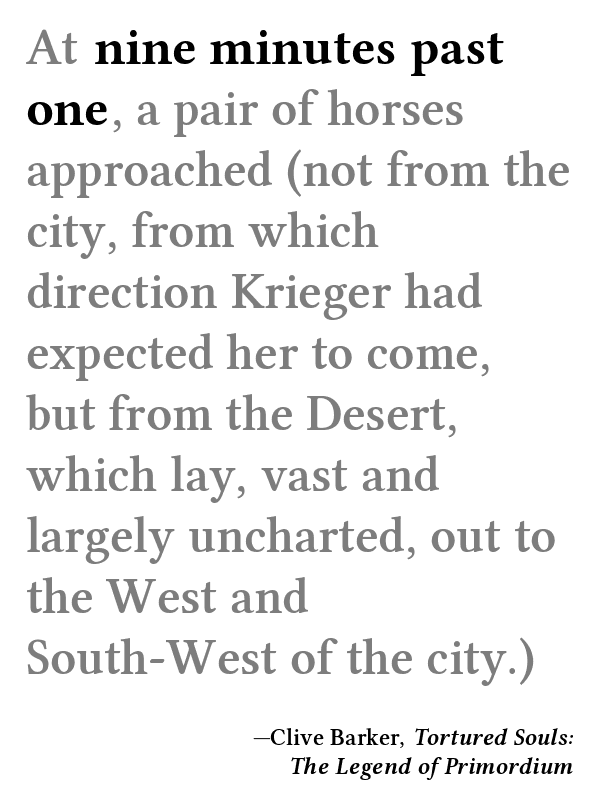 At nine minutes past
one, a pair of horses
approached (not from the
city, from which
direction Krieger had
expected her to come,
but from the Desert,
which lay, vast and
largely uncharted, out to
the West and
South-West of the city.)
—Clive Barker, Tortured Souls:
The Legend of Primordium